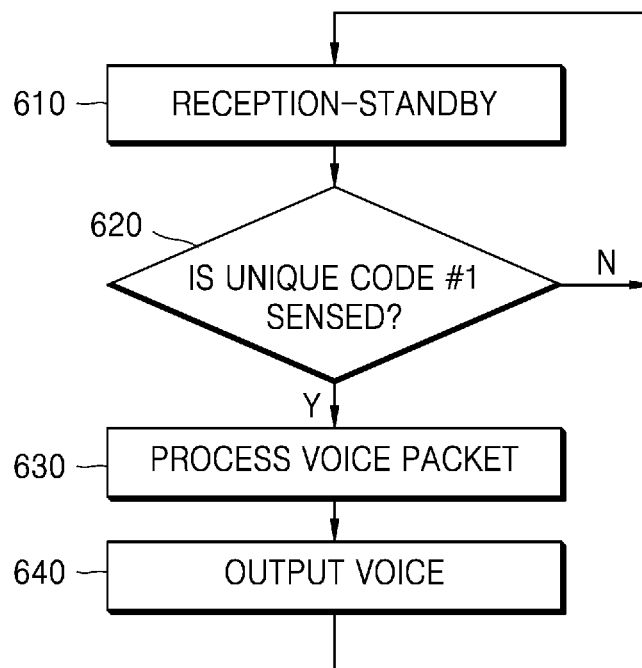 610
RECEPTION-STANDBY
620
IS UNIQUE CODE #1
SENSED?
N
Y
630
PROCESS VOICE PACKET
640
OUTPUT VOICE